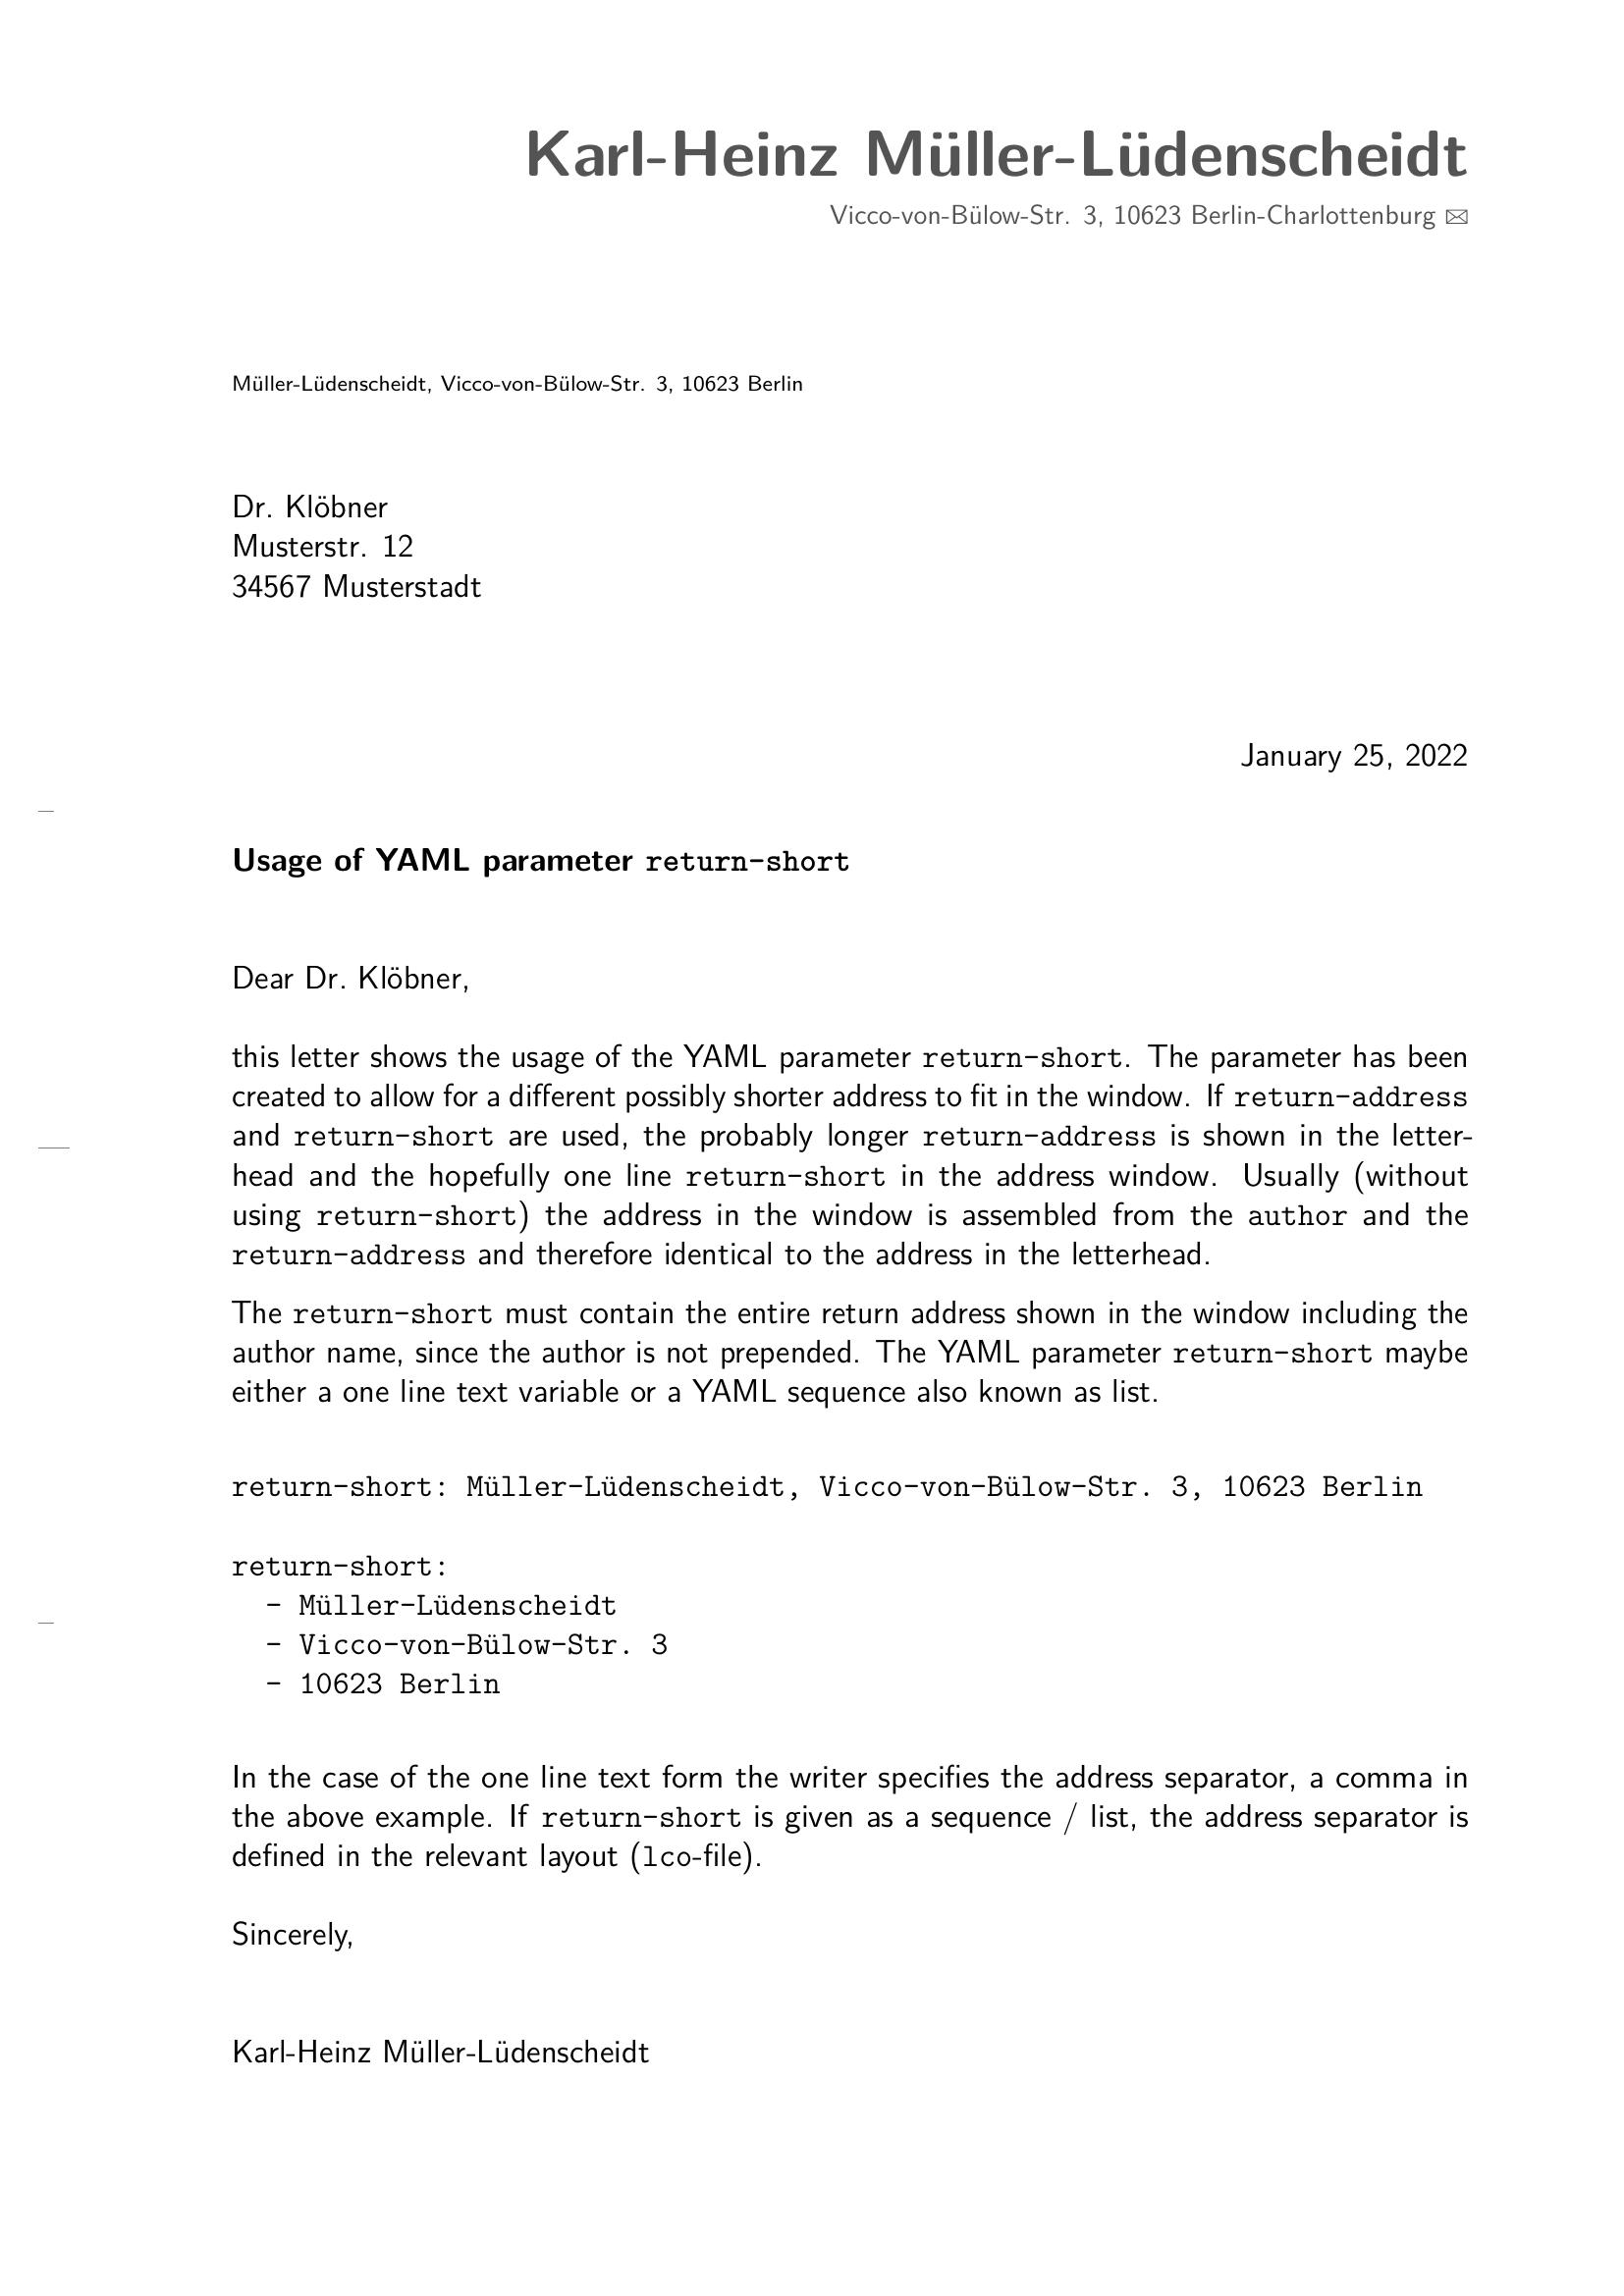 Karl-Heinz Müller-Lüdenscheidt
Vicco-von-Bülow-Str. 3, 10623 Berlin-Charlottenburg
Müller-Lüdenscheidt, Vicco-von-Bülow-Str. 3, 10623 Berlin
Dr. Klöbner
Musterstr. 12
34567 Musterstadt
January 25, 2022
Usage of YAML parameter return-short
Dear Dr. Klöbner,
this letter shows the usage of the YAML parameter return-short. The parameter has been
created to allow for a different possibly shorter address to fit in the window. If return-address
and return-short are used, the probably longer return-address is shown in the letter-
head and the hopefully one line return-short in the address window. Usually (without
using return-short) the address in the window is assembled from the author and the
return-address and therefore identical to the address in the letterhead.
The return-short must contain the entire return address shown in the window including the
author name, since the author is not prepended. The YAML parameter return-short maybe
either a one line text variable or a YAML sequence also known as list.
return-short: Müller-Lüdenscheidt, Vicco-von-Bülow-Str. 3, 10623 Berlin
return-short:
- Müller-Lüdenscheidt
- Vicco-von-Bülow-Str. 3
- 10623 Berlin
In the case of the one line text form the writer specifies the address separator, a comma in
the above example. If return-short is given as a sequence / list, the address separator is
defined in the relevant layout (lco-file).
Sincerely,
Karl-Heinz Müller-Lüdenscheidt